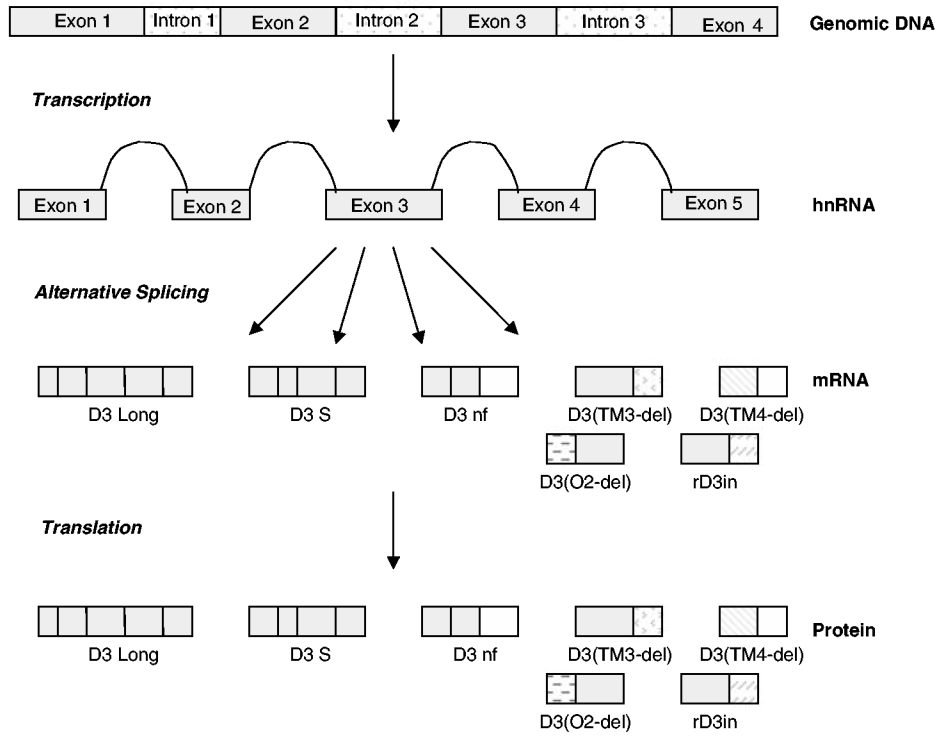 Exon 1 Intron 1 Exon 2 Intron 2 Exon 3 Intron 3 Exon 4 Genomic DNA
Transcription
Exon 1 Exon 2 Exon 3 Exon 4 Exon 5 hnRNA
Alternative Splicing
mRNA
D3 Long D3 S D3 nf D3(TM3-del) D3(TM4-del)
D3(O2-del) rD3in
Translation
Protein
D3 Long D3 S D3 nf D3(TM3-del) D3(TM4-del)
D3(O2-del) rD3in